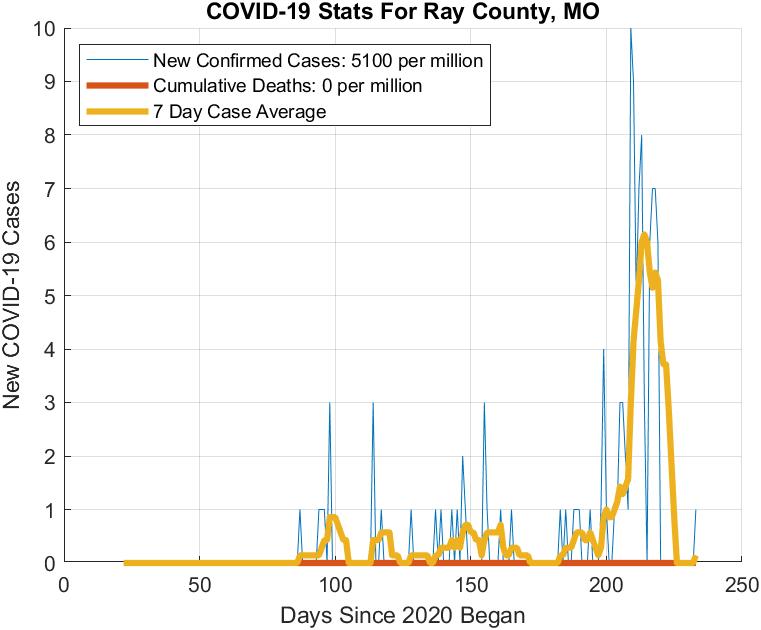 COVID-19 Stats For Ray County, MO
New Confirmed Cases: 5100 per million
Cumulative Deaths: 0 per million
7 Day Case Average
New COVID-19 Cases
10
9
8
7
6
5
4
3
2
1
0
0 50 100 150 200 250
Days Since 2020 Began